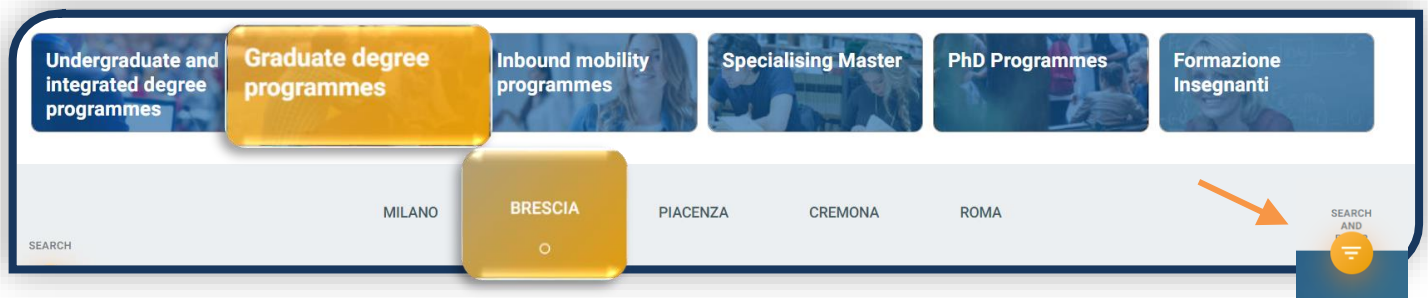 Undergraduate and
integrated degree
programmes
Graduate degree
programmes
Inbound mobility
programmes
Specialising Master
PhD Programmes
Formazione
Insegnanti
MILANO
BRESCIA
PIACENZA
CREMONA
ROMA
SEARCH
SEARCH
AND